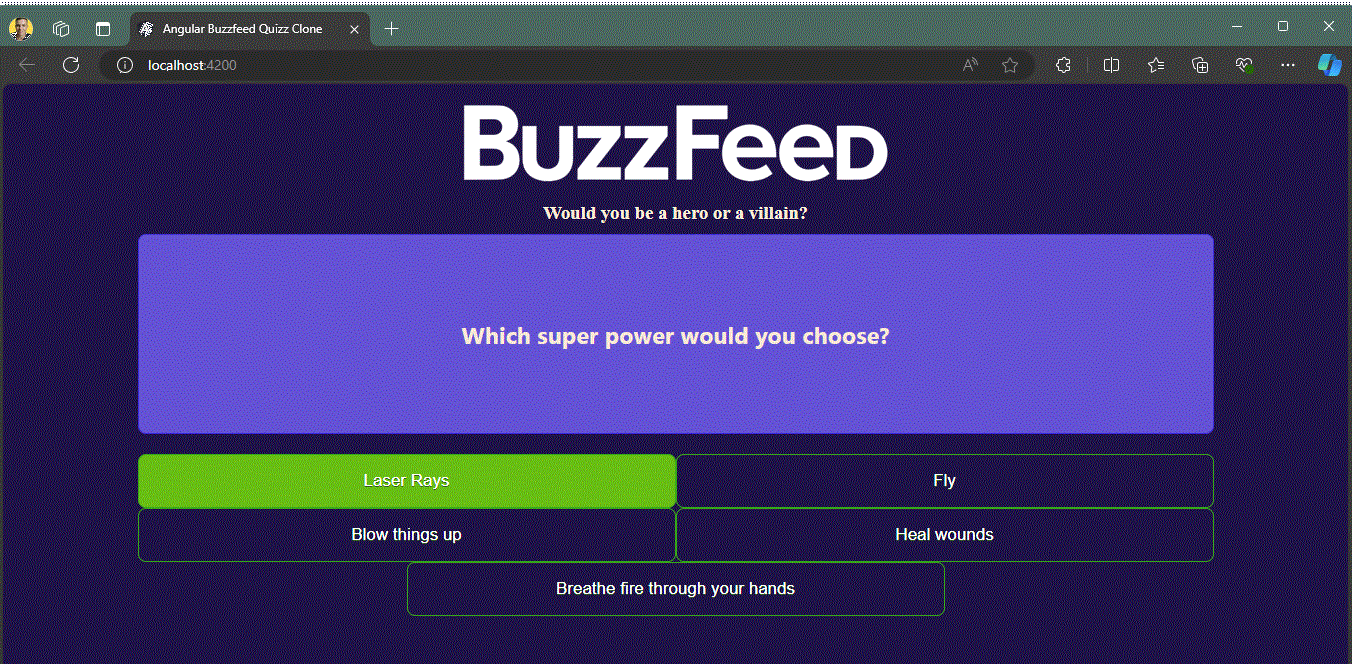 Angular Buzzfeed Quizz Clone
localhost:4200
BuzzFeed
Would you be a hero or a villain?
Which super power would you choose?
Laser Rays
Fly
Blow things up
Heal wounds
Breathe fire through your hands